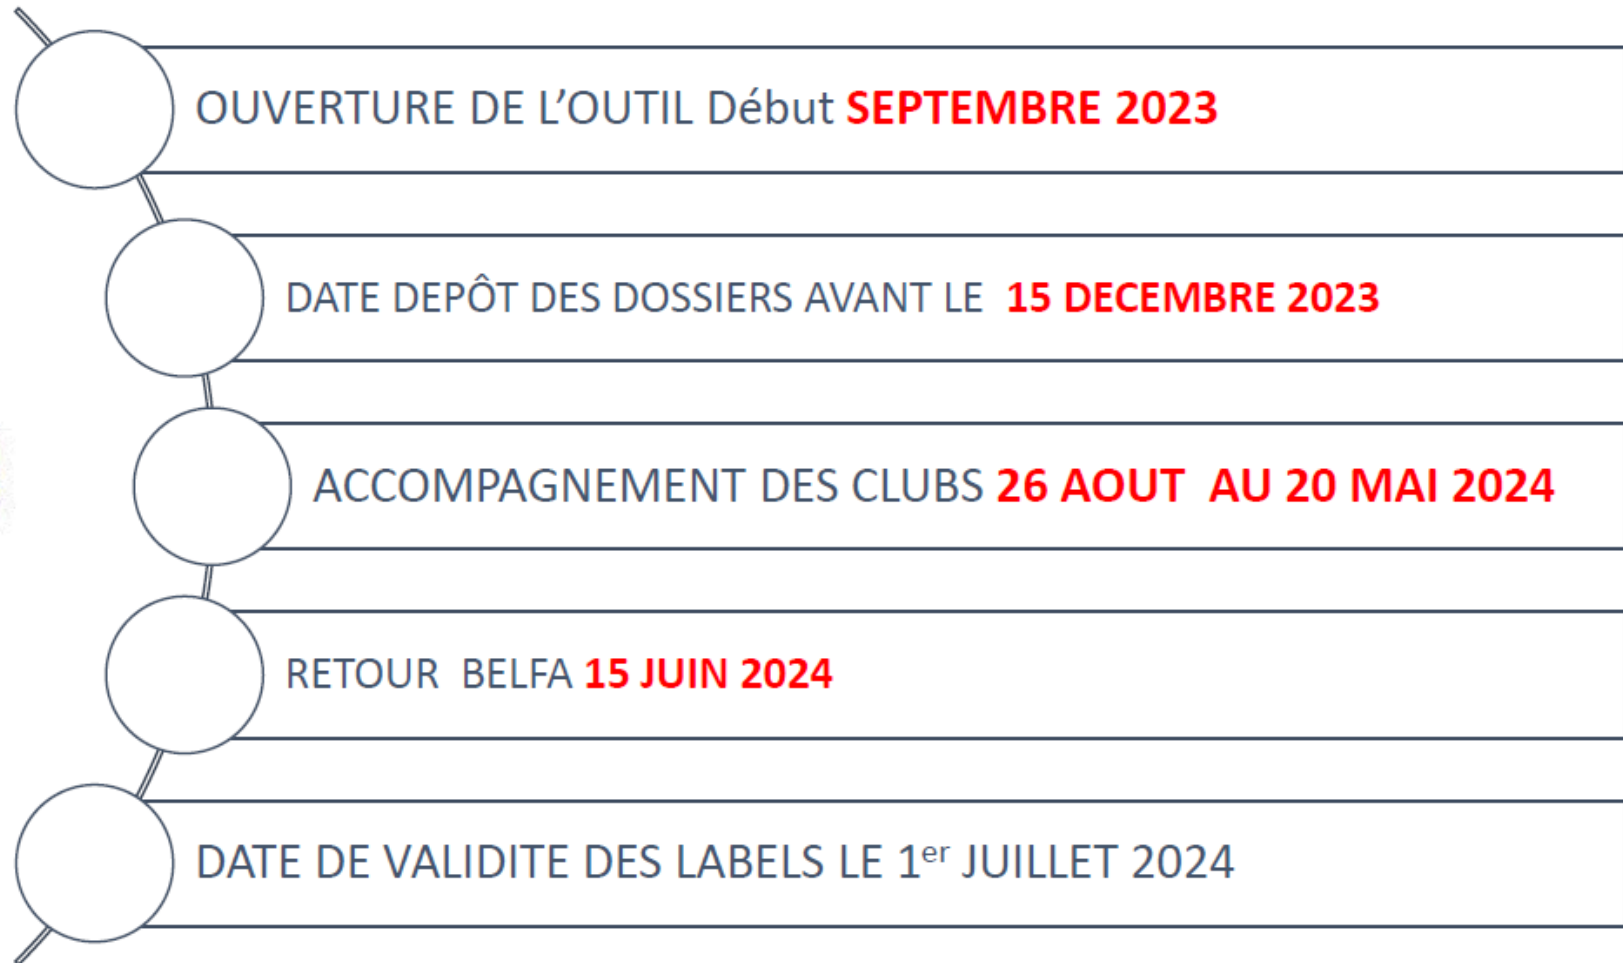 OUVERTURE DE L’OUTIL Début SEPTEMBRE 2023
DATE DEPÔT DES DOSSIERS AVANT LE 15 DECEMBRE 2023
ACCOMPAGNEMENT DES CLUBS 26 AOUT AU 20 MAI 2024
RETOUR BELFA 15 JUIN 2024
DATE DE VALIDITE DES LABELS LE 1er JUILLET 2024